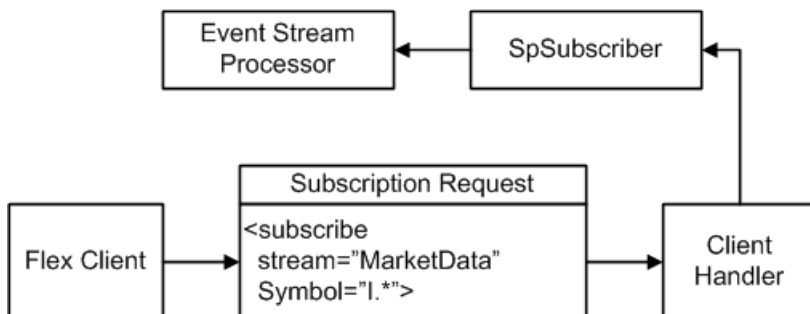 Event Stream
Processor
SpSubscriber
Subscription Request
Flex Client
<subscribe
stream=”MarketData”
Symbol=”I.*”>
Client
Handler